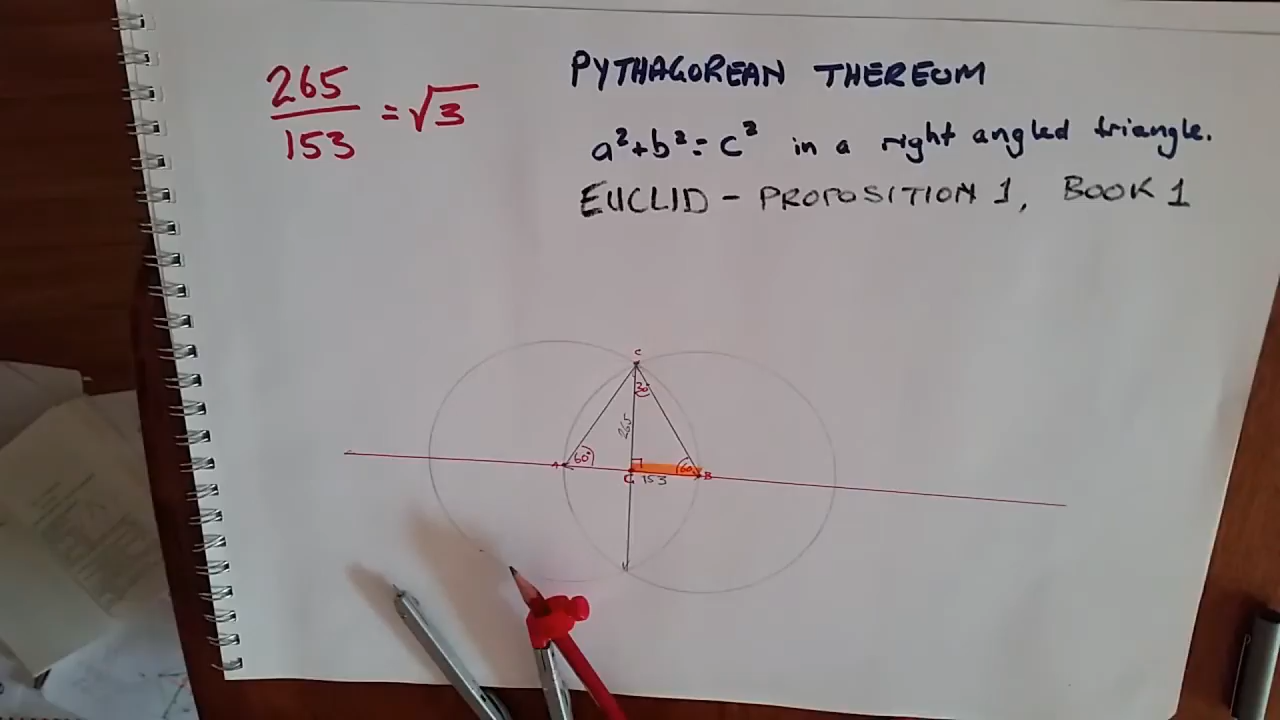 265
153
= √3
PYTHAGOREAN THEREUM
a² + b² = c² in a right angled triangle.
EUCLID - PROPOSITION 1, BOOK 1
C
30°
265
A
60°
60
B
G
153